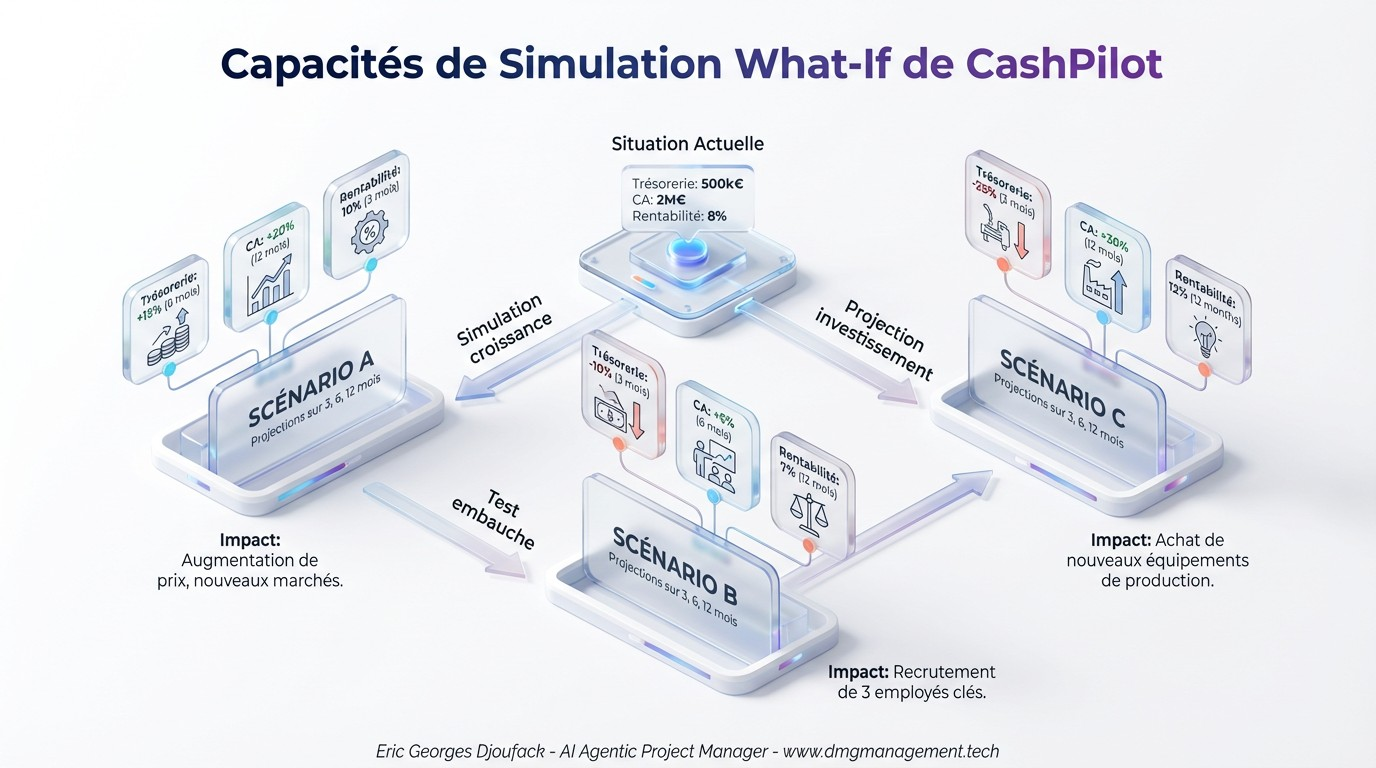 Capacités de Simulation What-If de CashPilot
Situation Actuelle
Trésorerie: 500k€
CA: 2M€
Rentabilité: 8%
Simulation
croissance
Projection
investissement
Test
embauche
Rentabilité:
10% (3 mois)
CA: +20%
(12 mois)
Trésorerie:
(6 mois)
SCÉNARIO A
Projections sur 3, 6, 12 mois
Impact:
Augmentation de
prix, nouveaux marchés.
Trésorerie:
-10% (3 mois)
CA:
(6 mois)
Rentabilité:
7% (12 mois)
SCÉNARIO B
Projections sur 3, 6, 12 mois
Impact: Recrutement
de 3 employés clés.
Trésorerie:
-25% (3 mois)
CA: +30%
(12 mois)
Rentabilité:
12% (12 months)
SCÉNARIO C
Projections sur 3, 6, 12 mois
Impact: Achat de
nouveaux équipements
de production.
Eric Georges Djoufack - AI Agentic Project Manager - www.dmgmanagement.tech